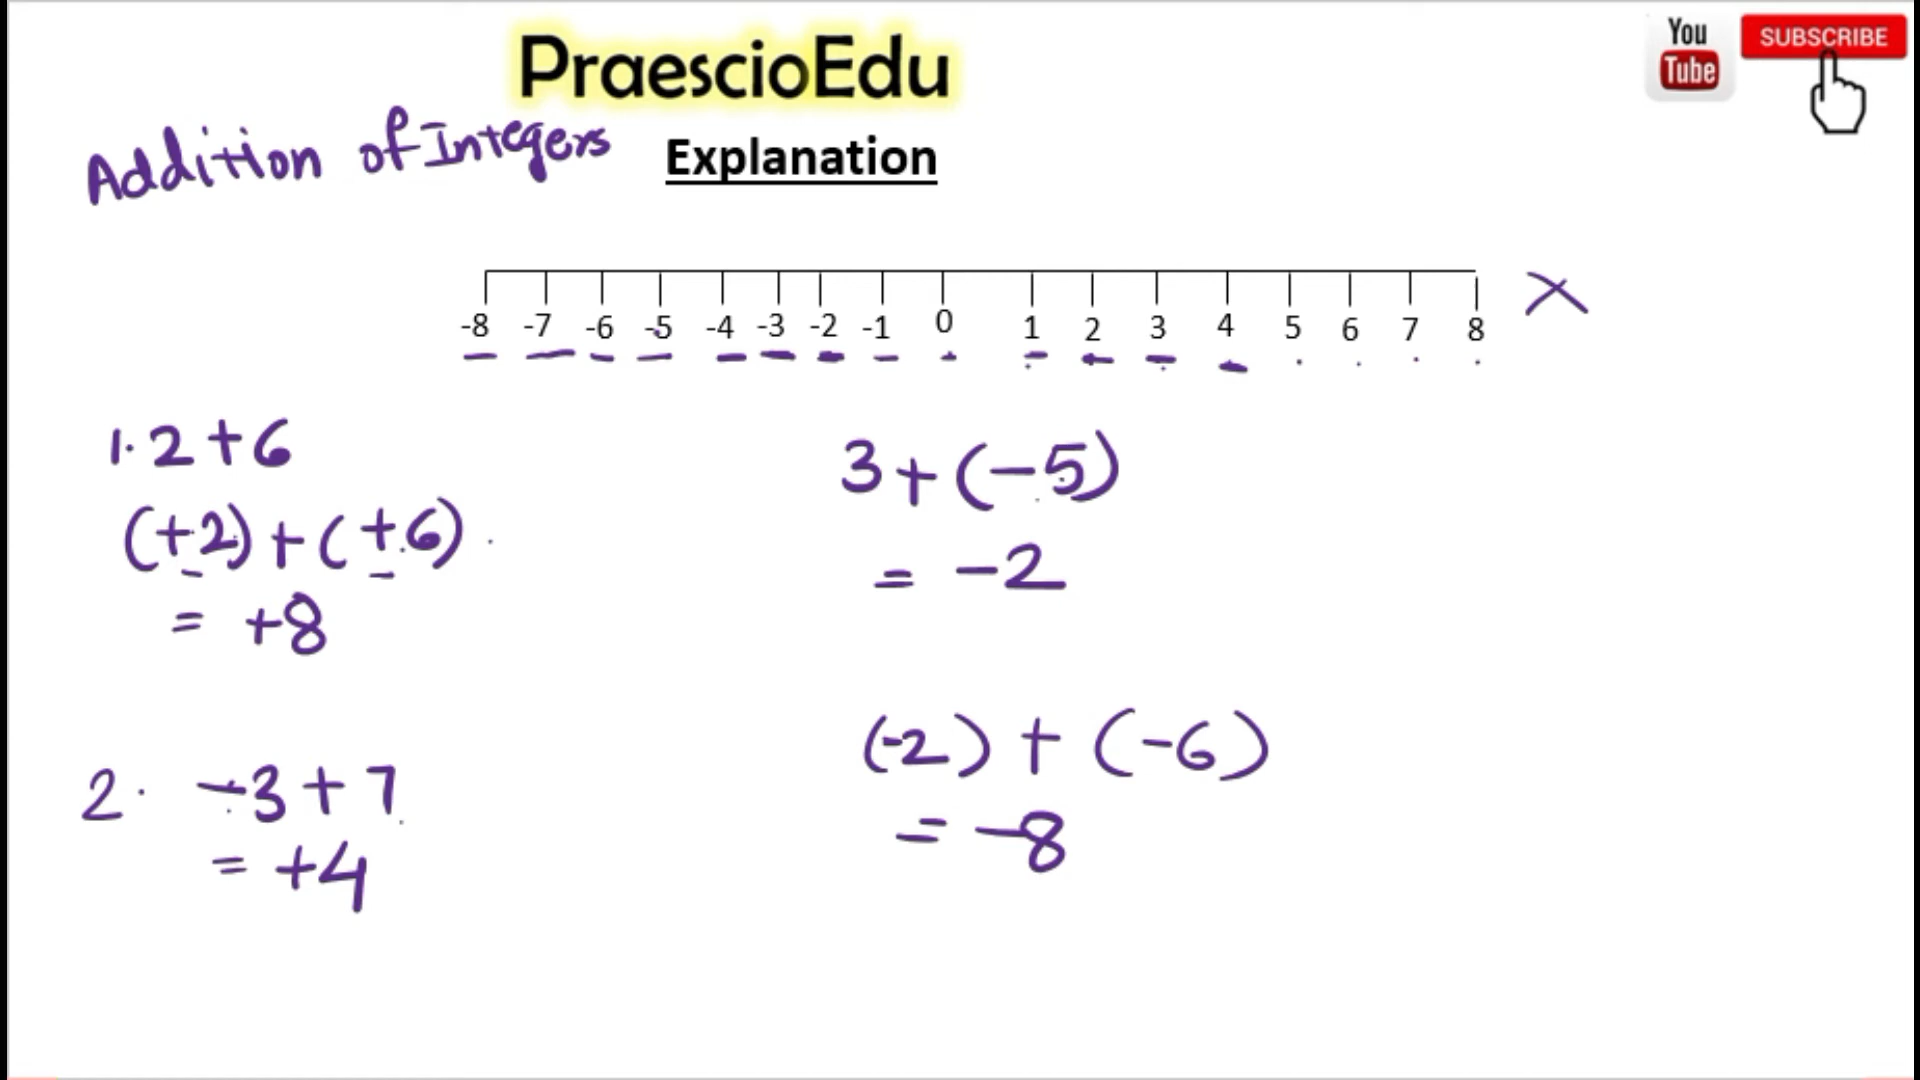 PraescioEdu
You
Tube
SUBSCRIBE
Addition of Integers
Explanation
-8 -7 -6 -5 -4 -3 -2 -1 0 1 2 3 4 5 6 7 8
X
1. 2 + 6
(+2) + (+6)
= +8
2. -3 + 7
= +4
3 + (-5)
= -2
(-2) + (-6)
= -8